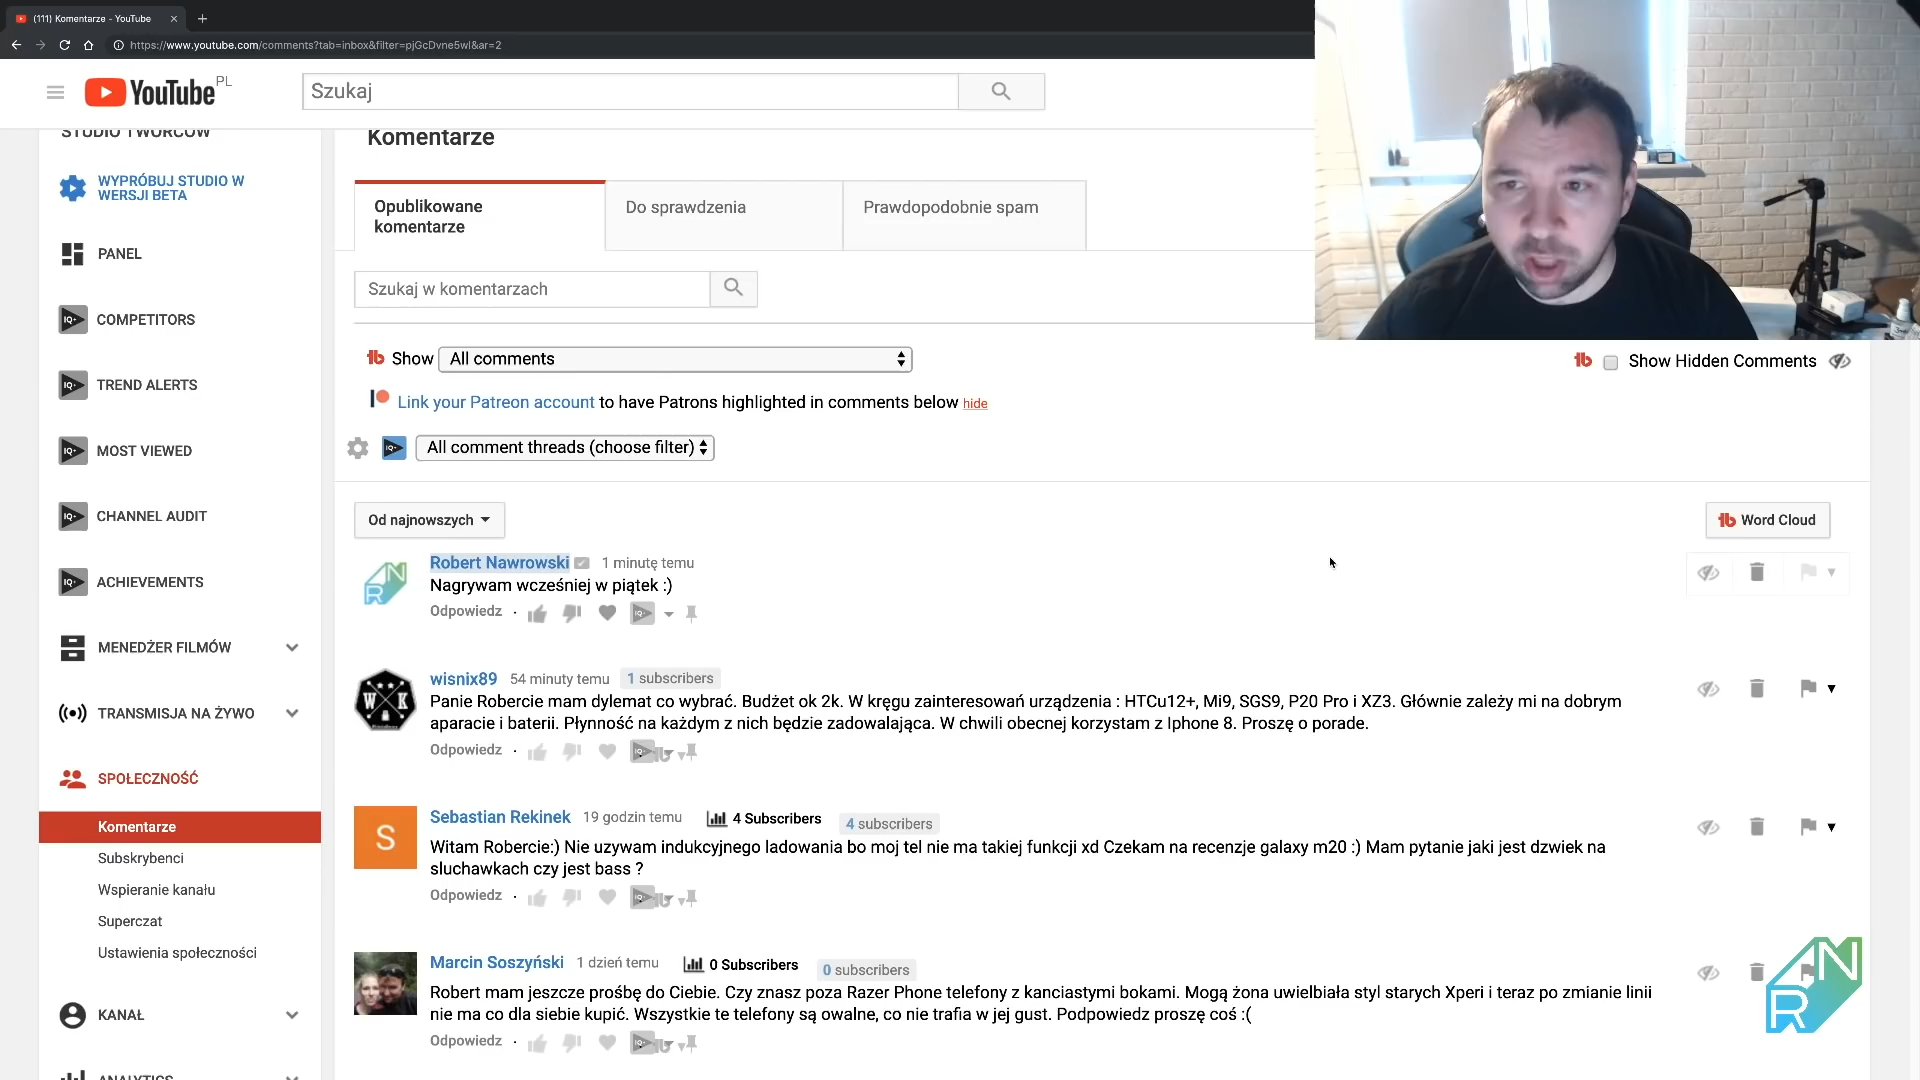 (111) Komentarze - YouTube
https://www.youtube.com/comments?tab=inbox&filter=pjGcDvne5wI&ar=2
YouTube PL
Szukaj
STUDIO TWÓRCÓW
WYPRÓBUJ STUDIO W
WERSJI BETA
PANEL
COMPETITORS
TREND ALERTS
MOST VIEWED
CHANNEL AUDIT
ACHIEVEMENTS
MENEDŻER FILMÓW
TRANSMISJA NA ŻYWO
SPOŁECZNOŚĆ
Komentarze
Subskrybenci
Wspieranie kanału
Superczat
Ustawienia społeczności
KANAŁ
ANALYTICS
Komentarze
Opublikowane
komentarze
Do sprawdzenia
Prawdopodobnie spam
Szukaj w komentarzach
Show All comments
Show Hidden Comments
Link your Patreon account to have Patrons highlighted in comments below hide
All comment threads (choose filter)
Od najnowszych
Word Cloud
Robert Nawrowski 1 minutę temu
Nagrywam wcześniej w piątek :)
Odpowiedz
wisnix89 54 minuty temu 1 subscribers
Panie Robercie mam dylemat co wybrać. Budżet ok 2k. W kręgu zainteresowań urządzenia : HTCu12+, Mi9, SGS9, P20 Pro i XZ3. Głównie zależy mi na dobrym
aparacie i baterii. Płynność na każdym z nich będzie zadowalająca. W chwili obecnej korzystam z Iphone 8. Proszę o porade.
Odpowiedz
Sebastian Rekinek 19 godzin temu 4 Subscribers 4 subscribers
Witam Robercie:) Nie uzywam indukcyjnego ladowania bo moj tel nie ma takiej funkcji xd Czekam na recenzje galaxy m20 :) Mam pytanie jaki jest dzwiek na
sluchawkach czy jest bass ?
Odpowiedz
Marcin Soszyński 1 dzień temu 0 Subscribers 0 subscribers
Robert mam jeszcze prośbę do Ciebie. Czy znasz poza Razer Phone telefony z kanciastymi bokami. Mogą żona uwielbiała styl starych Xperi i teraz po zmianie linii
nie ma co dla siebie kupić. Wszystkie te telefony są owalne, co nie trafia w jej gust. Podpowiedz proszę coś :(
Odpowiedz